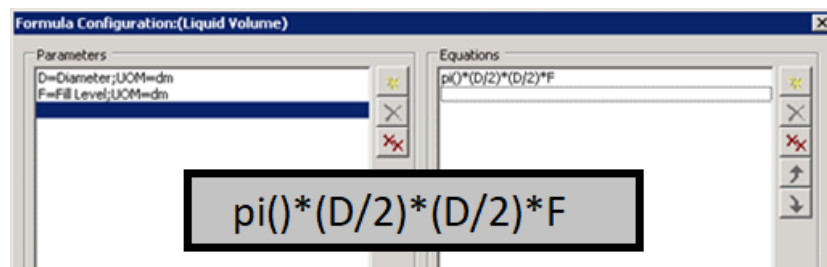 Formula Configuration:(Liquid Volume)
Parameters
D=Diameter;UOM=dm
F=Fill Level;UOM=dm
Equations
pi()*(D/2)*(D/2)*F
pi()*(D/2)*(D/2)*F